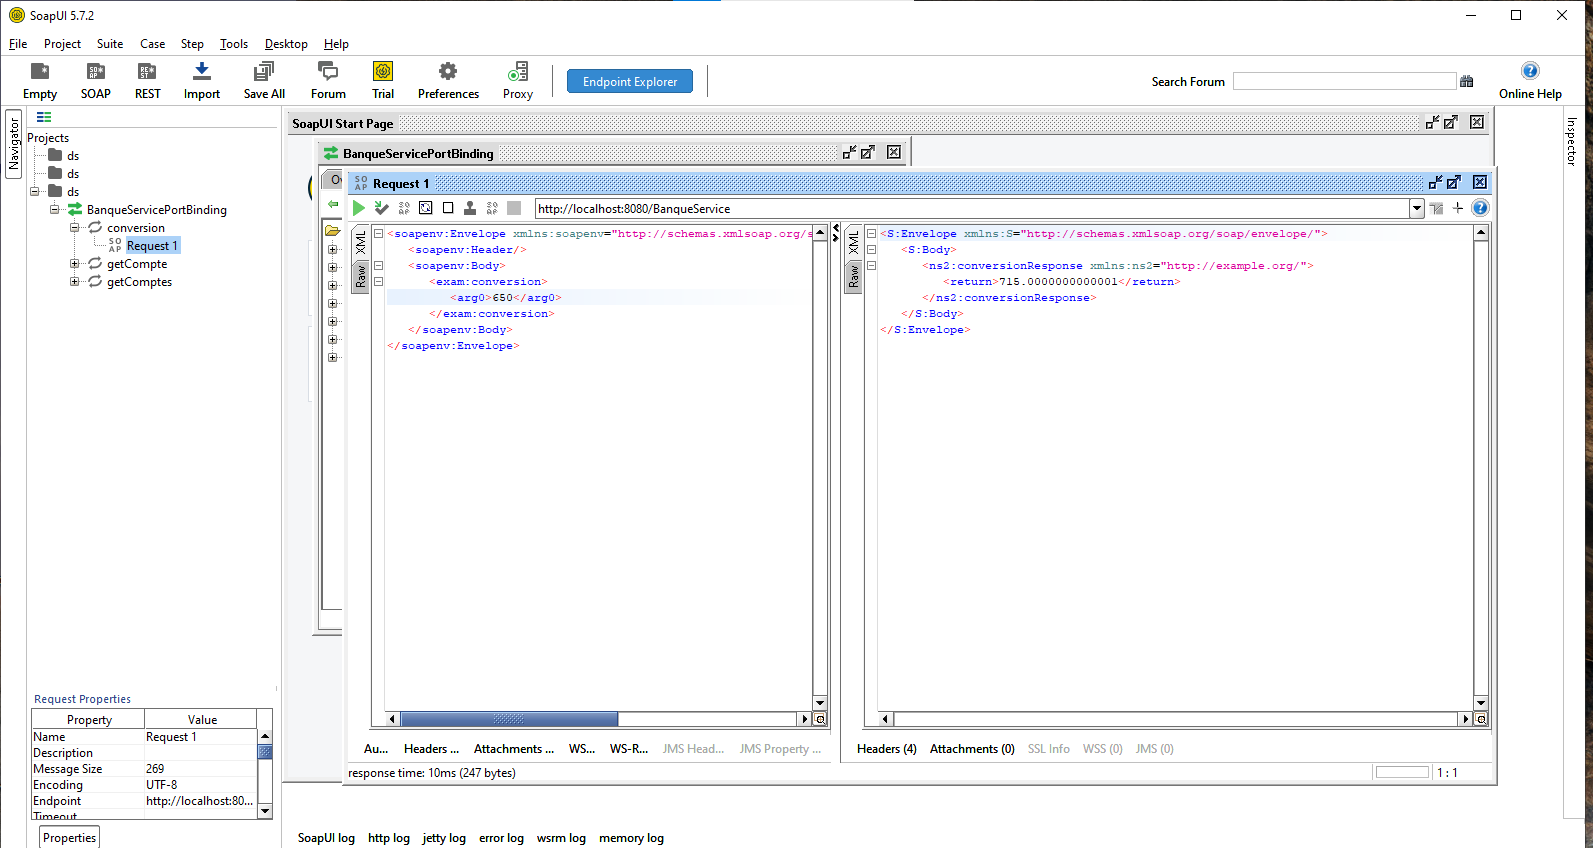 SoapUI 5.7.2
File Project Suite Case Step Tools Desktop Help
Empty SOAP REST Import Save All Forum Trial Preferences Proxy Endpoint Explorer Search Forum Online Help
Navigator
Projects
ds
ds
ds
BanqueServicePortBinding
conversion
SO AP Request 1
getCompte
getComptes
Request Properties
Property Value
Name Request 1
Description
Message Size 269
Encoding UTF-8
Endpoint http://localhost:80...
Timeout
Properties
SoapUI Start Page
BanqueServicePortBinding
SO AP Request 1
http://localhost:8080/BanqueService
XML
Raw
<soapenv:Envelope xmlns:soapenv="http://schemas.xmlsoap.org/s
<soapenv:Header/>
<soapenv:Body>
<exam:conversion>
<arg0>650</arg0>
</exam:conversion>
</soapenv:Body>
</soapenv:Envelope>
Au... Headers ... Attachments ... WS... WS-R... JMS Head... JMS Property ...
XML
Raw
<S:Envelope xmlns:S="http://schemas.xmlsoap.org/soap/envelope/">
<S:Body>
<ns2:conversionResponse xmlns:ns2="http://example.org/">
<return>715.0000000000001</return>
</ns2:conversionResponse>
</S:Body>
</S:Envelope>
Headers (4) Attachments (0) SSL Info WSS (0) JMS (0)
response time: 10ms (247 bytes)
1 : 1
Inspector
SoapUI log http log jetty log error log wsrm log memory log